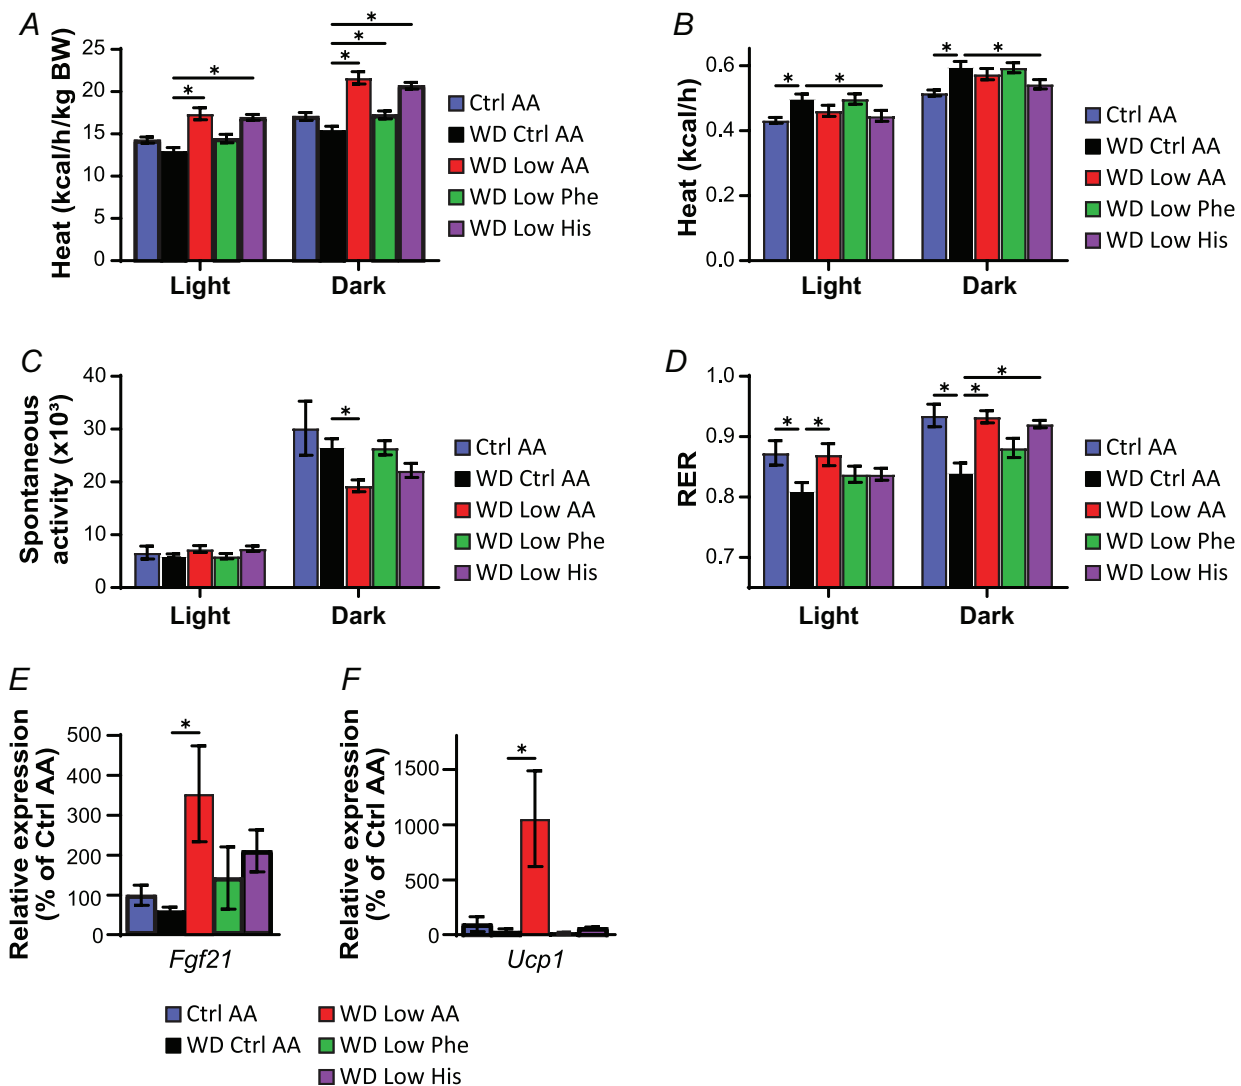 A
Heat (kcal/h/kg BW)
25
20
15
10
5
0
* * * * *
Light Dark
Ctrl AA
WD Ctrl AA
WD Low AA
WD Low Phe
WD Low His
B
Heat (kcal/h)
0.6
0.4
0.2
0.0
* * * *
Light Dark
Ctrl AA
WD Ctrl AA
WD Low AA
WD Low Phe
WD Low His
C
Spontaneous
activity (x10³)
40
30
20
10
0
*
Light Dark
Ctrl AA
WD Ctrl AA
WD Low AA
WD Low Phe
WD Low His
D
RER
1.0
0.9
0.8
0.7
* * * * *
Light Dark
Ctrl AA
WD Ctrl AA
WD Low AA
WD Low Phe
WD Low His
E
Relative expression
(% of Ctrl AA)
500
400
300
200
100
0
*
Fgf21
F
Relative expression
(% of Ctrl AA)
1500
1000
500
0
*
Ucp1
Ctrl AA
WD Ctrl AA
WD Low AA
WD Low Phe
WD Low His